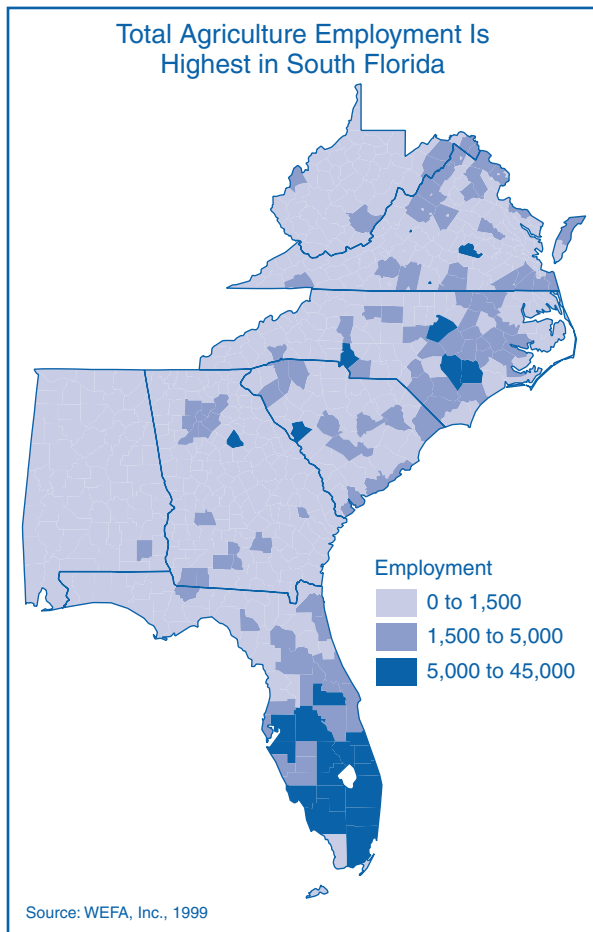 Total Agriculture Employment Is
Highest in South Florida
Employment
0 to 1,500
1,500 to 5,000
5,000 to 45,000
Source: WEFA, Inc., 1999